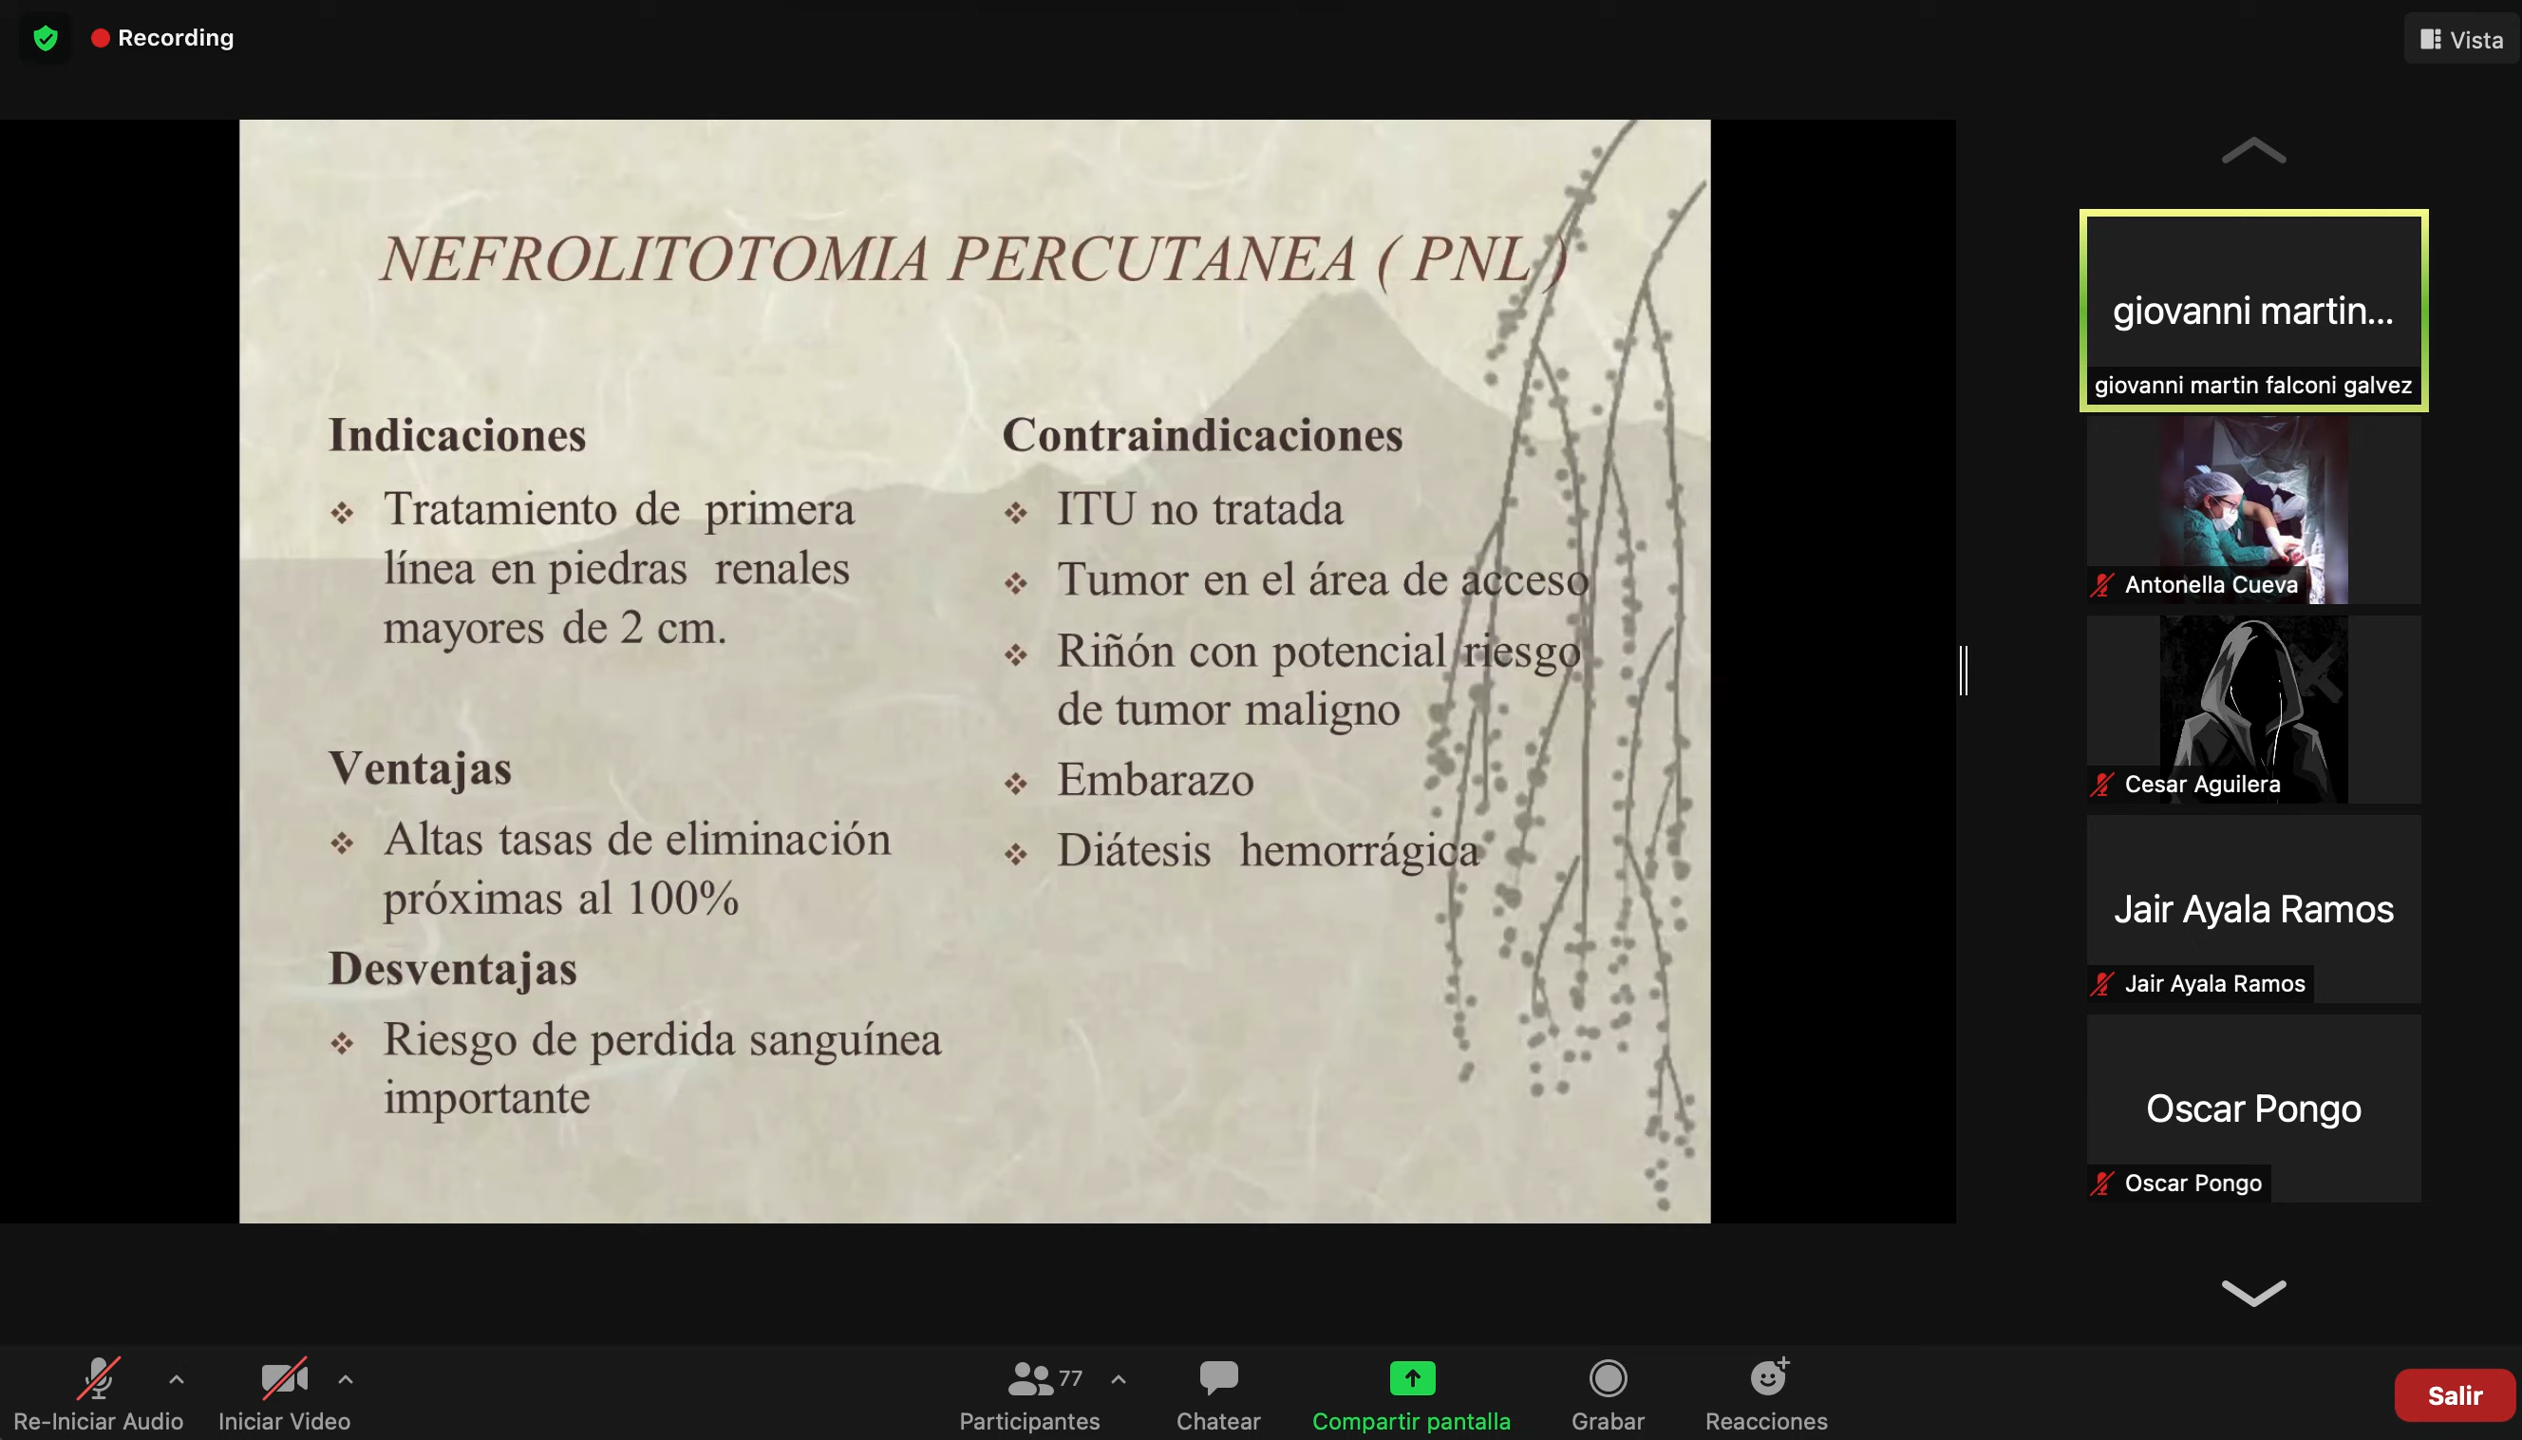 Recording
Vista
NEFROLITOTOMIA PERCUTANEA ( PNL )
Indicaciones
Tratamiento de primera
línea en piedras renales
mayores de 2 cm.
Ventajas
Altas tasas de eliminación
próximas al 100%
Desventajas
Riesgo de perdida sanguínea
importante
Contraindicaciones
ITU no tratada
Tumor en el área de acceso
Riñón con potencial riesgo
de tumor maligno
Embarazo
Diátesis hemorrágica
giovanni martin...
giovanni martin falconi galvez
Antonella Cueva
Cesar Aguilera
Jair Ayala Ramos
Jair Ayala Ramos
Oscar Pongo
Oscar Pongo
Re-Iniciar Audio
Iniciar Video
77
Participantes
Chatear
Compartir pantalla
Grabar
Reacciones
Salir